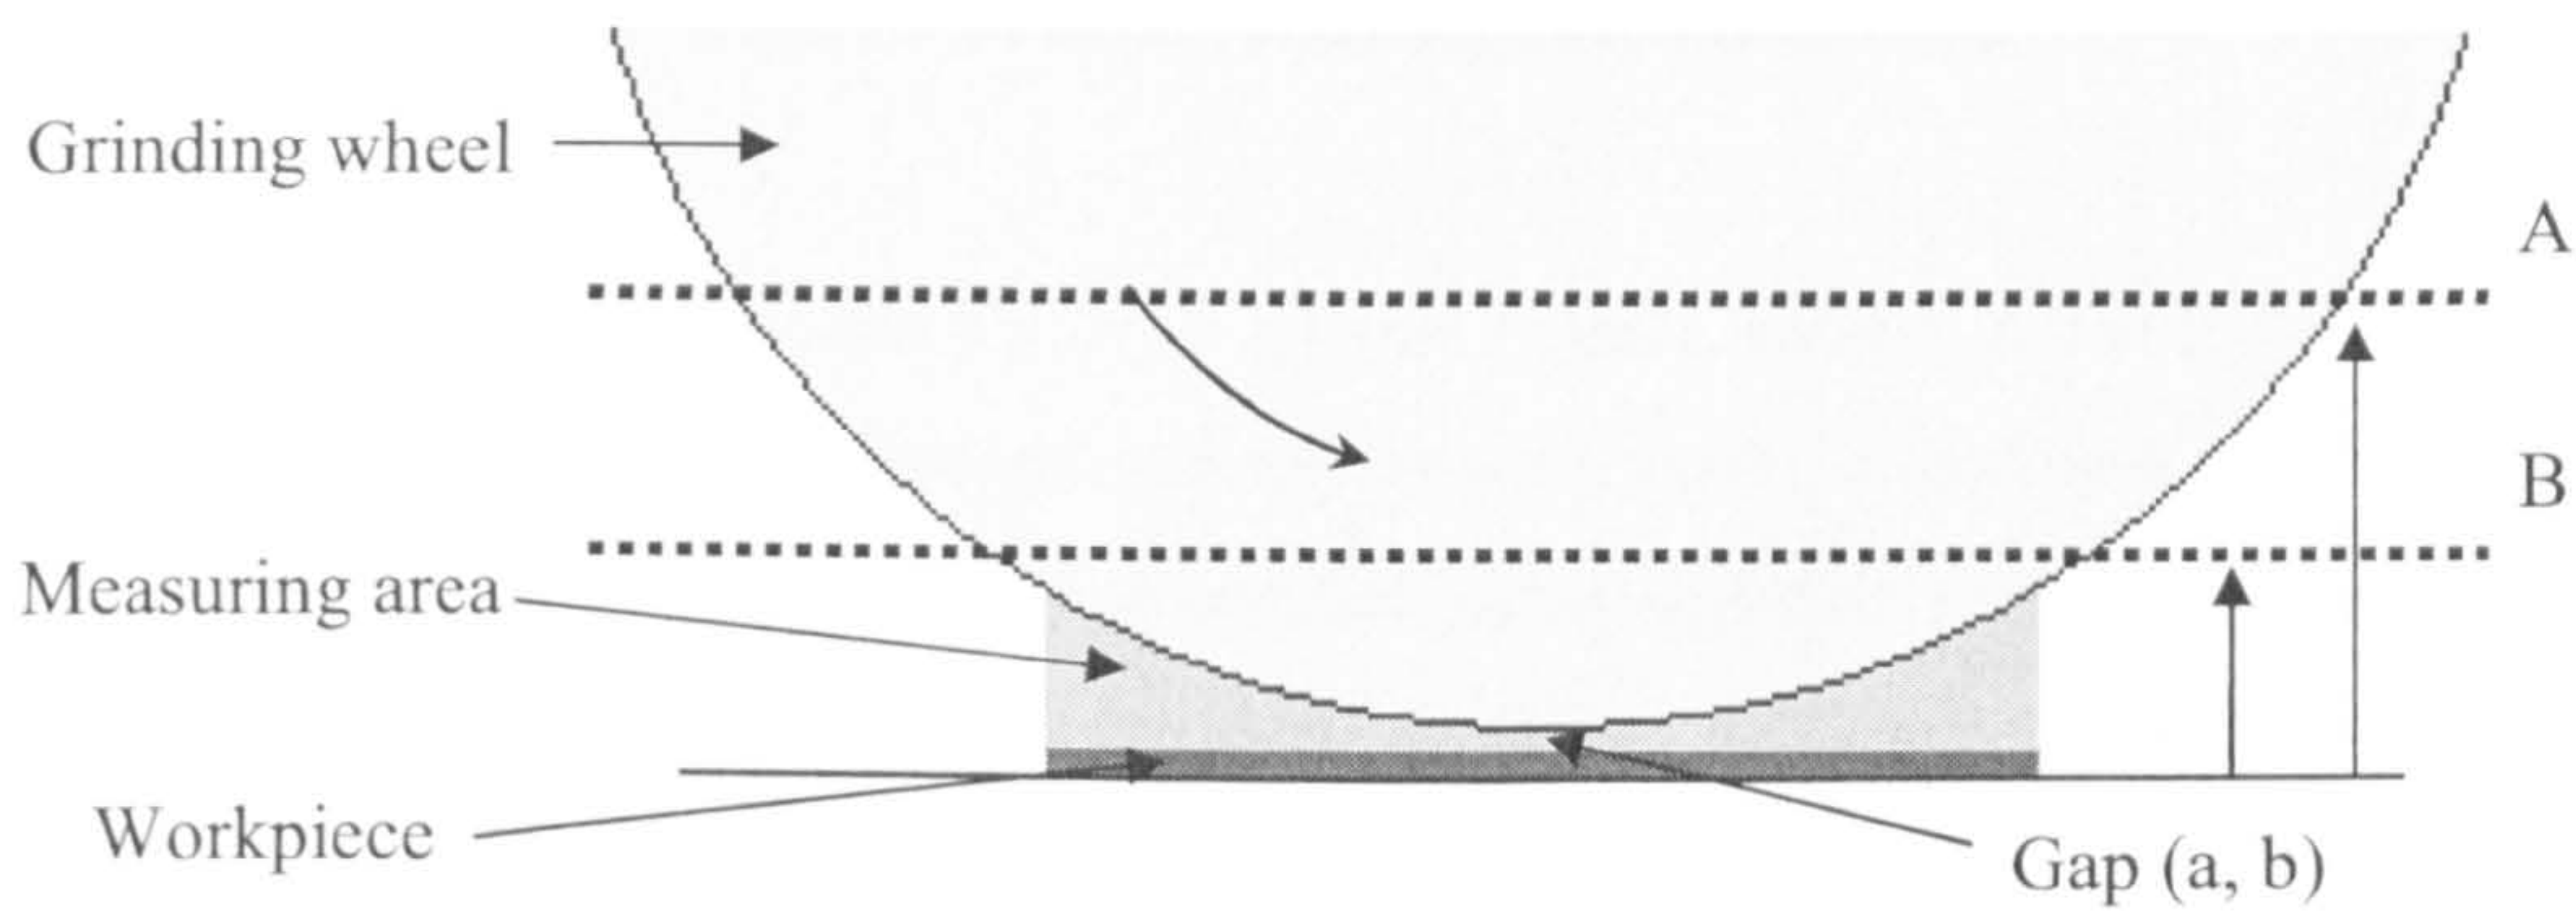 Grinding wheel
A
B
Measuring area
Workpiece
Gap (a, b)